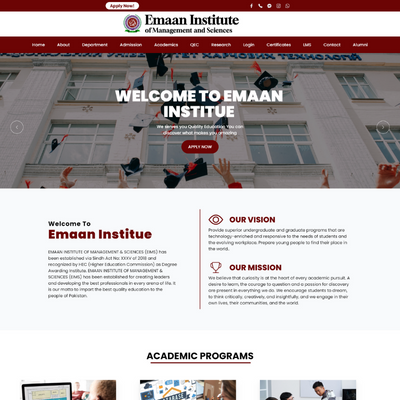 Apply Now!
Emaan Institute
of Management and Sciences
Home About Department Admission Academics QEC Research Login Certificates LMS Contact Alumni
WELCOME TO EMAAN
INSTITUE
We serves you Quality Education You can
discover what makes you amazing
APPLY NOW
Welcome To
Emaan Institue
EMAAN INSTITUTE OF MANAGEMENT & SCIENCES (EIMS) has
been established via Sindh Act No. XXXV of 2018 and
recognized by HEC (Higher Education Commission) as Degree
Awarding Institute. EMAAN INSTITUTE OF MANAGEMENT &
SCIENCES (EIMS) has been established for creating leaders
and developing the best professionals in every arena of life. It
is our motto to impart the best quality education to the
people of Pakistan.
OUR VISION
Provide superior undergraduate and graduate programs that are
technology-enriched and responsive to the needs of students and
the evolving workplace. Prepare young people to find their place in
the world.
OUR MISSION
We believe that curiosity is at the heart of every academic pursuit. A
desire to learn, the courage to question and a passion for discovery
are present in everything we do. We encourage students to dream,
to think critically, creatively, and insightfully, and we engage in their
own lives, their communities, and the world.
ACADEMIC PROGRAMS